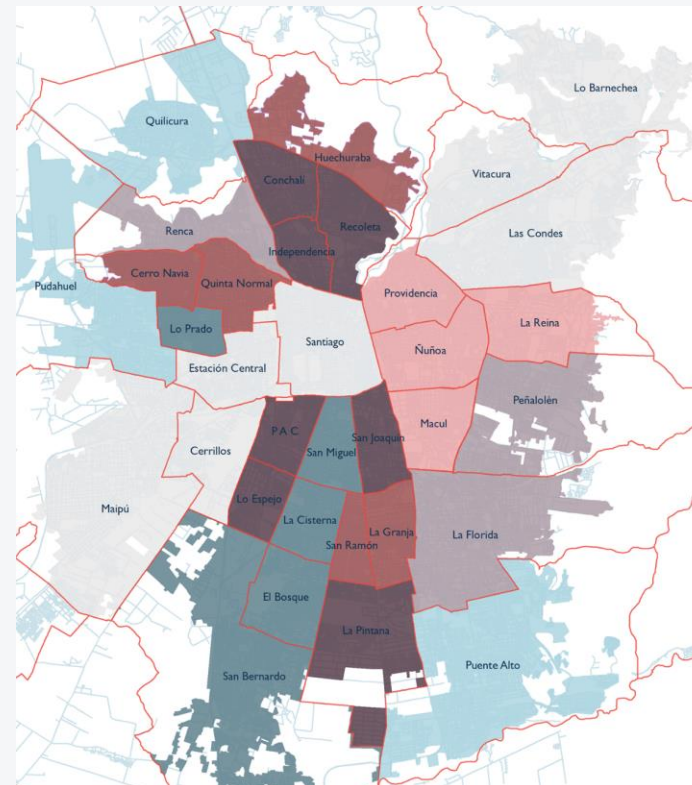 Lo Barnechea
Quilicura
Huechuraba
Vitacura
Conchalí
Recoleta
Renca
Las Condes
Independencia
Cerro Navia
Quinta Normal
Pudahuel
Providencia
La Reina
Lo Prado
Santiago
Ñuñoa
Estación Central
Peñalolén
P A C
Macul
San Joaquín
Cerrillos
San Miguel
Lo Espejo
Maipú
La Cisterna
La Granja
La Florida
San Ramón
El Bosque
La Pintana
Puente Alto
San Bernardo